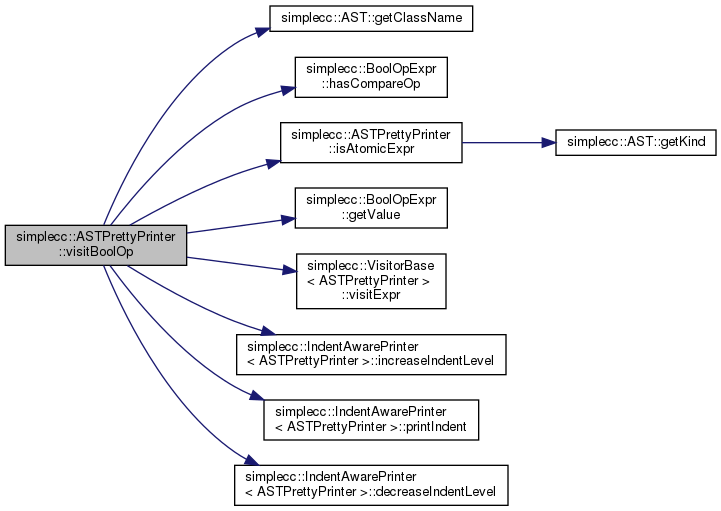 simplecc::AST::getClassName
simplecc::BoolOpExpr
::hasCompareOp
simplecc::ASTPrettyPrinter
::isAtomicExpr
simplecc::AST::getKind
simplecc::BoolOpExpr
::getValue
simplecc::ASTPrettyPrinter
::visitBoolOp
simplecc::VisitorBase
< ASTPrettyPrinter >
::visitExpr
simplecc::IndentAwarePrinter
< ASTPrettyPrinter >::increaseIndentLevel
simplecc::IndentAwarePrinter
< ASTPrettyPrinter >::printIndent
simplecc::IndentAwarePrinter
< ASTPrettyPrinter >::decreaseIndentLevel